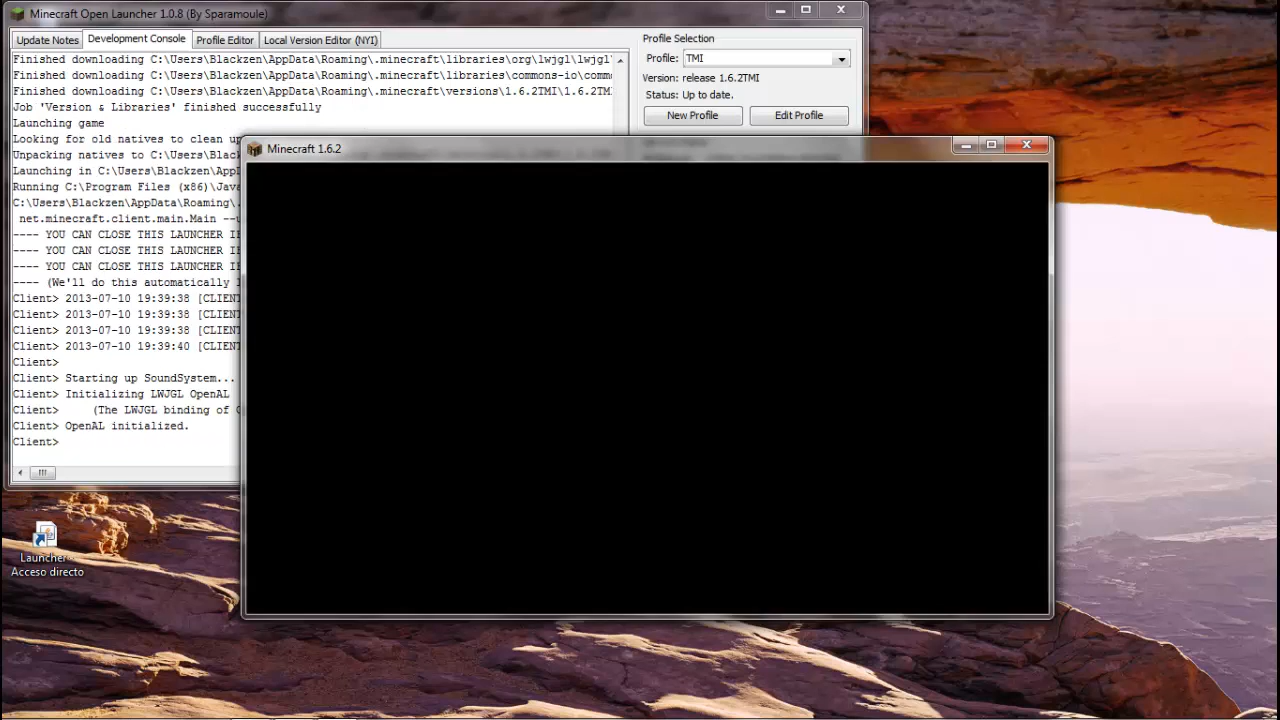 Minecraft Open Launcher 1.0.8 (By Sparamoule)
Update Notes Development Console Profile Editor Local Version Editor (NYI)
Finished downloading C:\Users\Blackzen\AppData\Roaming\.minecraft\libraries\org\lwjgl\lwjgl
Finished downloading C:\Users\Blackzen\AppData\Roaming\.minecraft\libraries\commons-io\comm
Finished downloading C:\Users\Blackzen\AppData\Roaming\.minecraft\versions\1.6.2TMI\1.6.2TM
Job 'Version & Libraries' finished successfully
Launching game
Looking for old natives to clean up
Unpacking natives to C:\Users\Black
Launching in C:\Users\Blackzen\App
Running C:\Program Files (x86)\Java
C:\Users\Blackzen\AppData\Roaming\.
net.minecraft.client.main.Main --u
---- YOU CAN CLOSE THIS LAUNCHER I
---- YOU CAN CLOSE THIS LAUNCHER I
---- YOU CAN CLOSE THIS LAUNCHER I
---- (We'll do this automatically
Client> 2013-07-10 19:39:38 [CLIENT
Client> 2013-07-10 19:39:38 [CLIENT
Client> 2013-07-10 19:39:38 [CLIENT
Client> 2013-07-10 19:39:40 [CLIENT
Client>
Client> Starting up SoundSystem...
Client> Initializing LWJGL OpenAL
Client> (The LWJGL binding of
Client> OpenAL initialized.
Client>
Profile Selection
Profile: TMI
Version: release 1.6.2TMI
Status: Up to date.
New Profile Edit Profile
Minecraft 1.6.2
Launcher -
Acceso directo